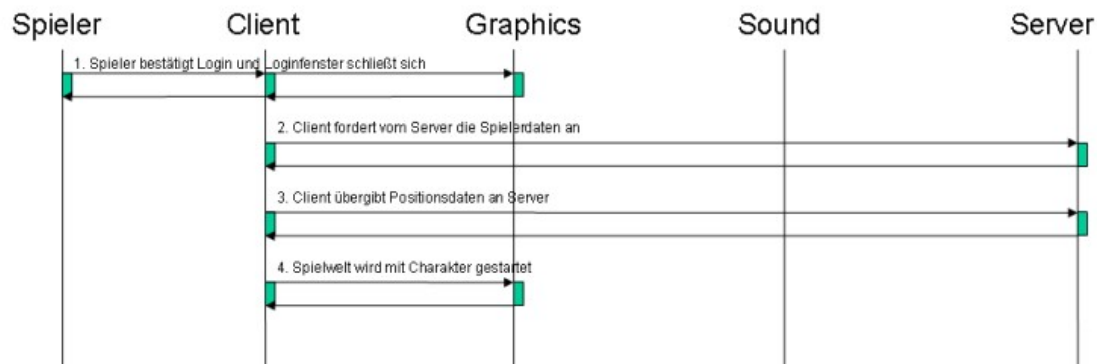 Spieler Client Graphics Sound Server
1. Spieler bestätigt Login und Loginfenster schließt sich
2. Client fordert vom Server die Spielerdaten an
3. Client übergibt Positionsdaten an Server
4. Spielwelt wird mit Charakter gestartet